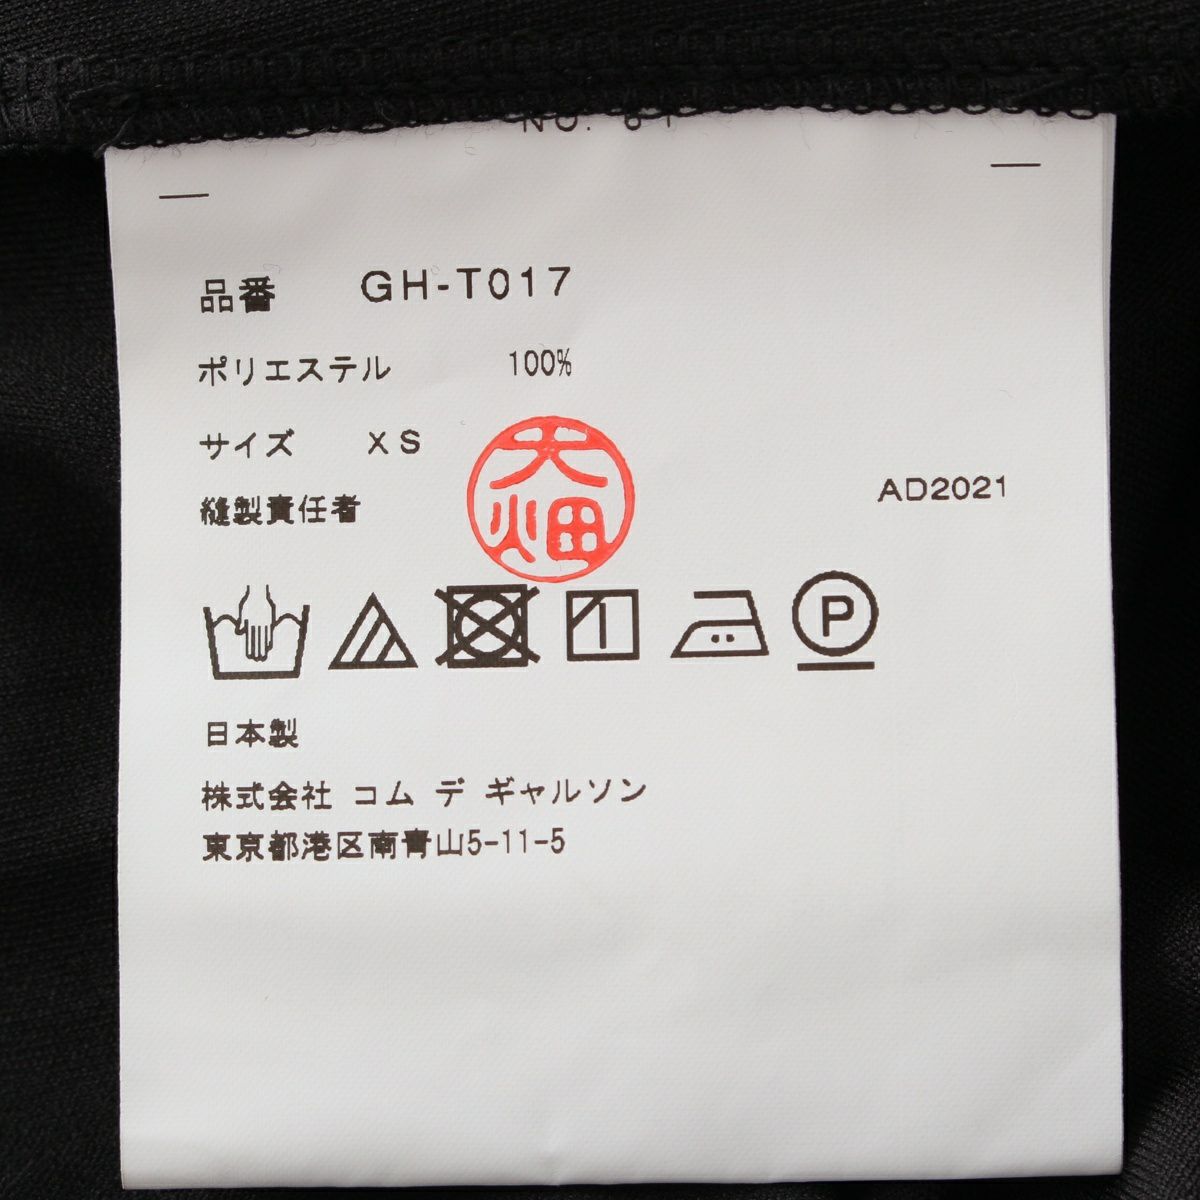 品番 GH-T017
ポリエステル 100%
サイズ XS
縫製責任者 大畑
AD2021
P
日本製
株式会社 コム デ ギャルソン
東京都港区南青山5-11-5